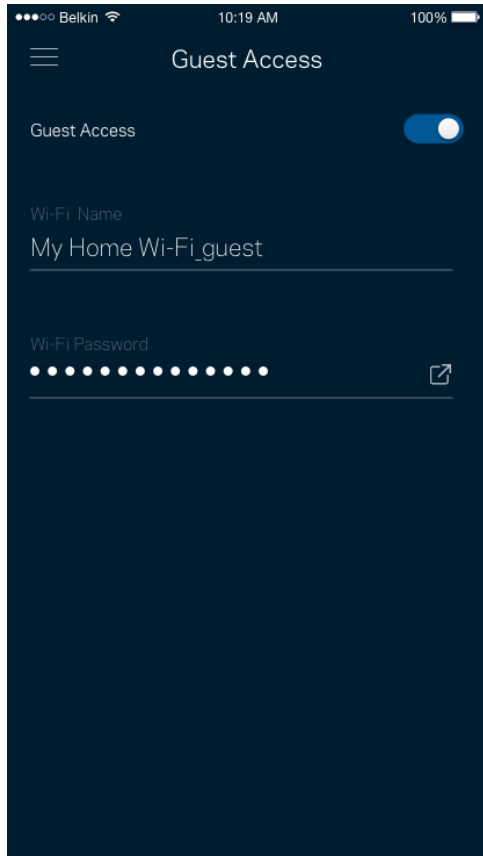 Belkin 10:19 AM 100%
Guest Access
Guest Access
Wi-Fi Name
My Home Wi-Fi_guest
Wi-Fi Password
••••••••••••••